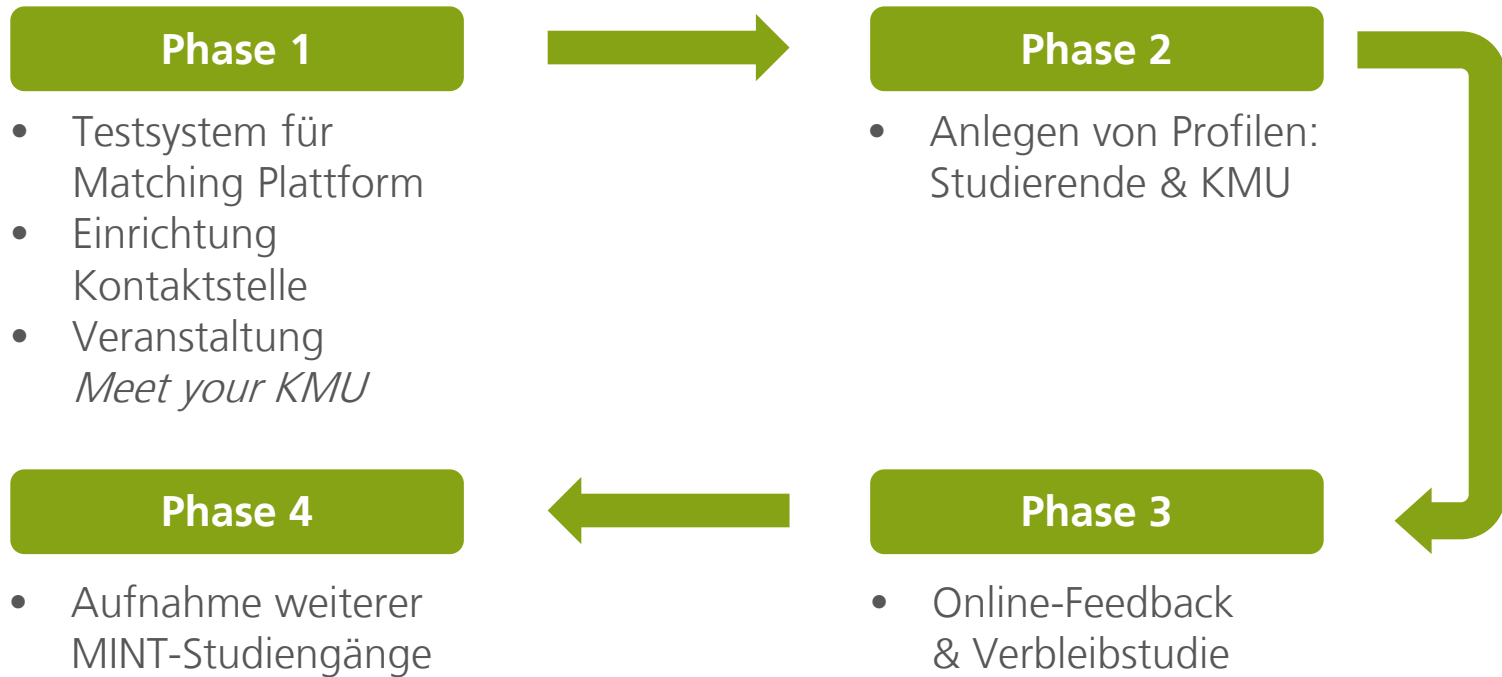 Phase 1
• Testsystem für
Matching Plattform
• Einrichtung
Kontaktstelle
• Veranstaltung
Meet your KMU
Phase 2
• Anlegen von Profilen:
Studierende & KMU
Phase 3
• Online-Feedback
& Verbleibstudie
Phase 4
• Aufnahme weiterer
MINT-Studiengänge